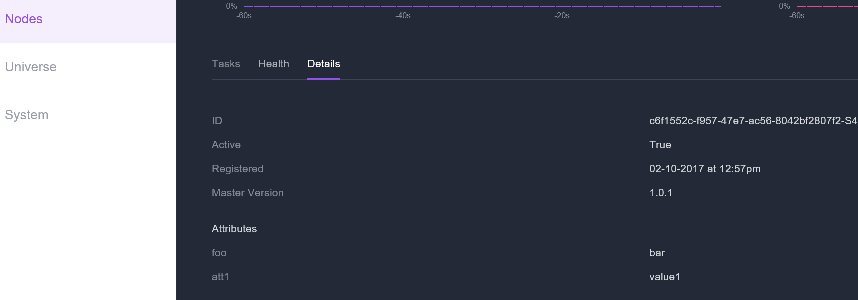 Nodes
Universe
System
0%
-60s
-40s
-20s
0%
-60s
Tasks Health Details
ID c6f1552c-f957-47e7-ac56-8042bf2807f2-S4
Active True
Registered 02-10-2017 at 12:57pm
Master Version 1.0.1
Attributes
foo bar
att1 value1